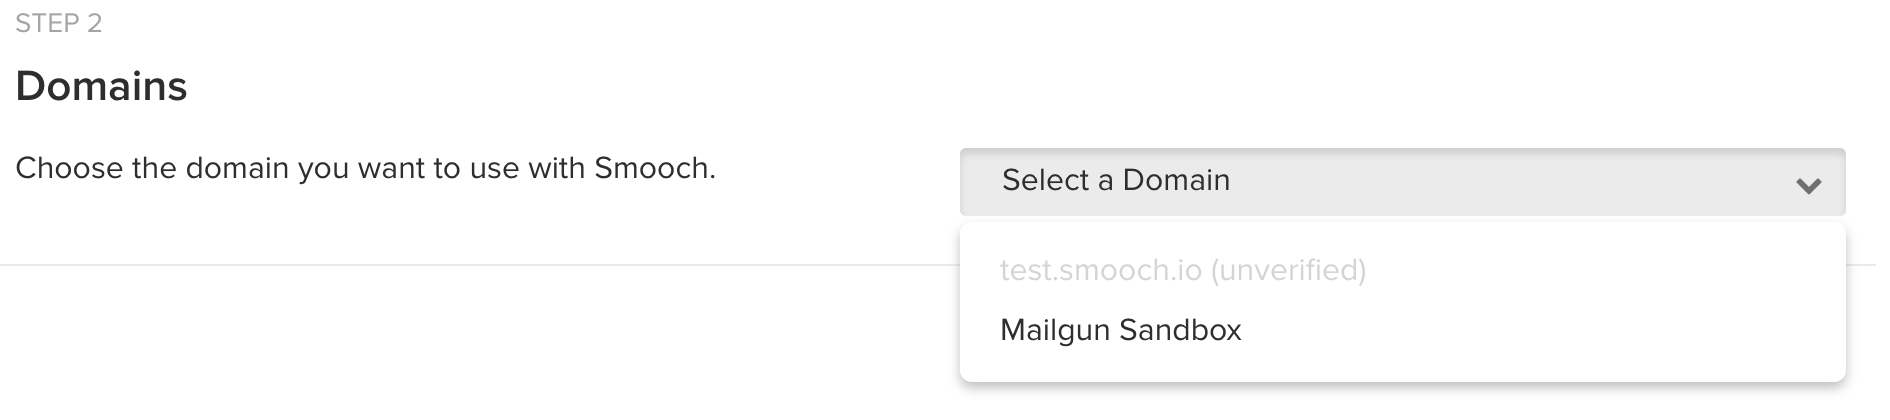 STEP 2
Domains
Choose the domain you want to use with Smooch.
Select a Domain
test.smooch.io (unverified)
Mailgun Sandbox